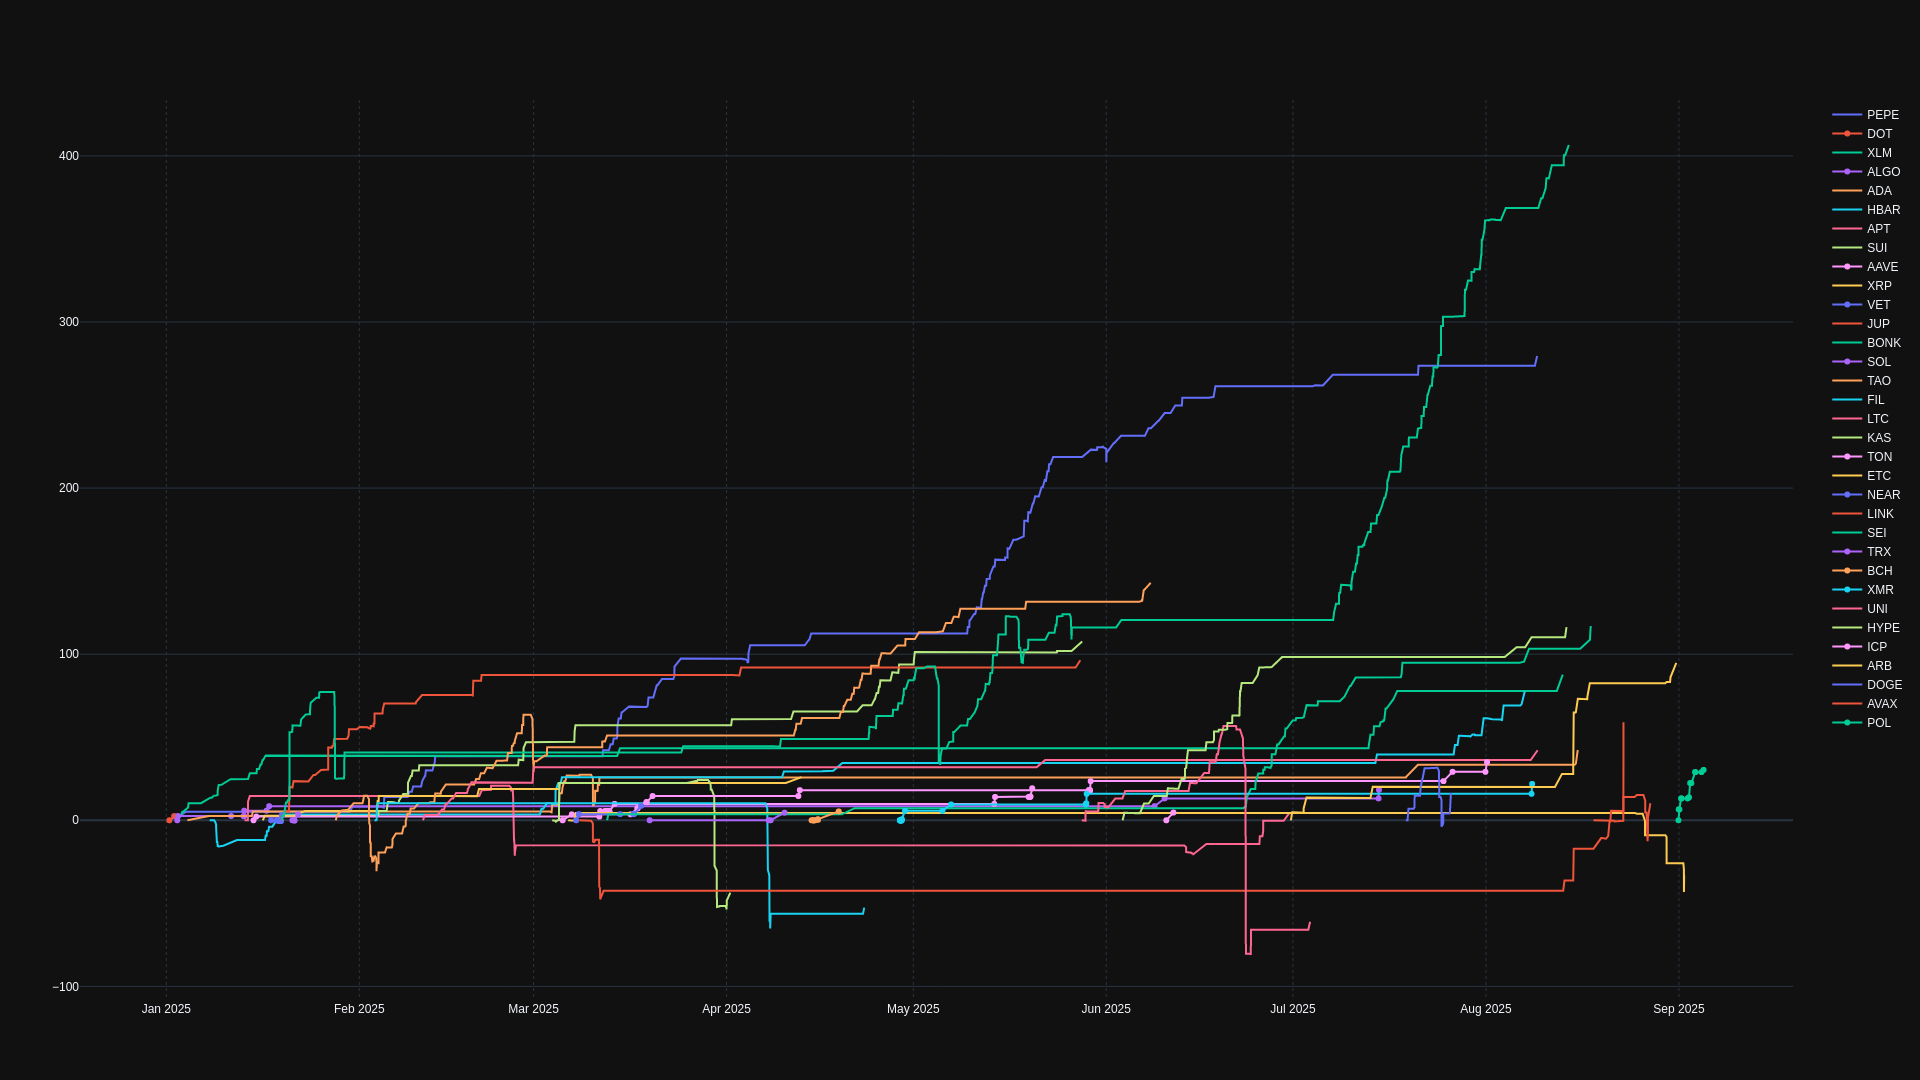 400
300
200
100
0
−100
Jan 2025
Feb 2025
Mar 2025
Apr 2025
May 2025
Jun 2025
Jul 2025
Aug 2025
Sep 2025
PEPE
DOT
XLM
ALGO
ADA
HBAR
APT
SUI
AAVE
XRP
VET
JUP
BONK
SOL
TAO
FIL
LTC
KAS
TON
ETC
NEAR
LINK
SEI
TRX
BCH
XMR
UNI
HYPE
ICP
ARB
DOGE
AVAX
POL